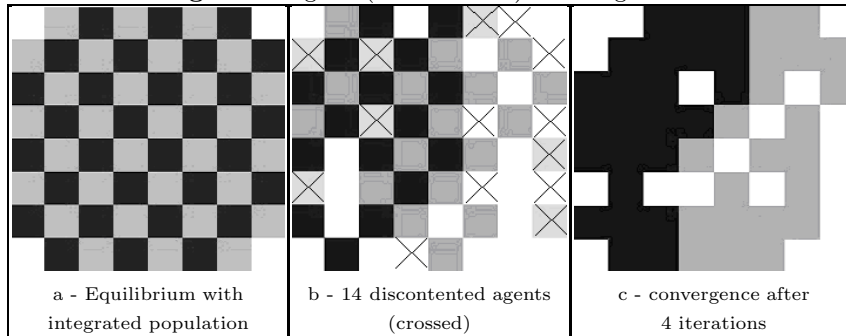 a - Equilibrium with
integrated population
b - 14 discontented agents
(crossed)
c - convergence after
4 iterations